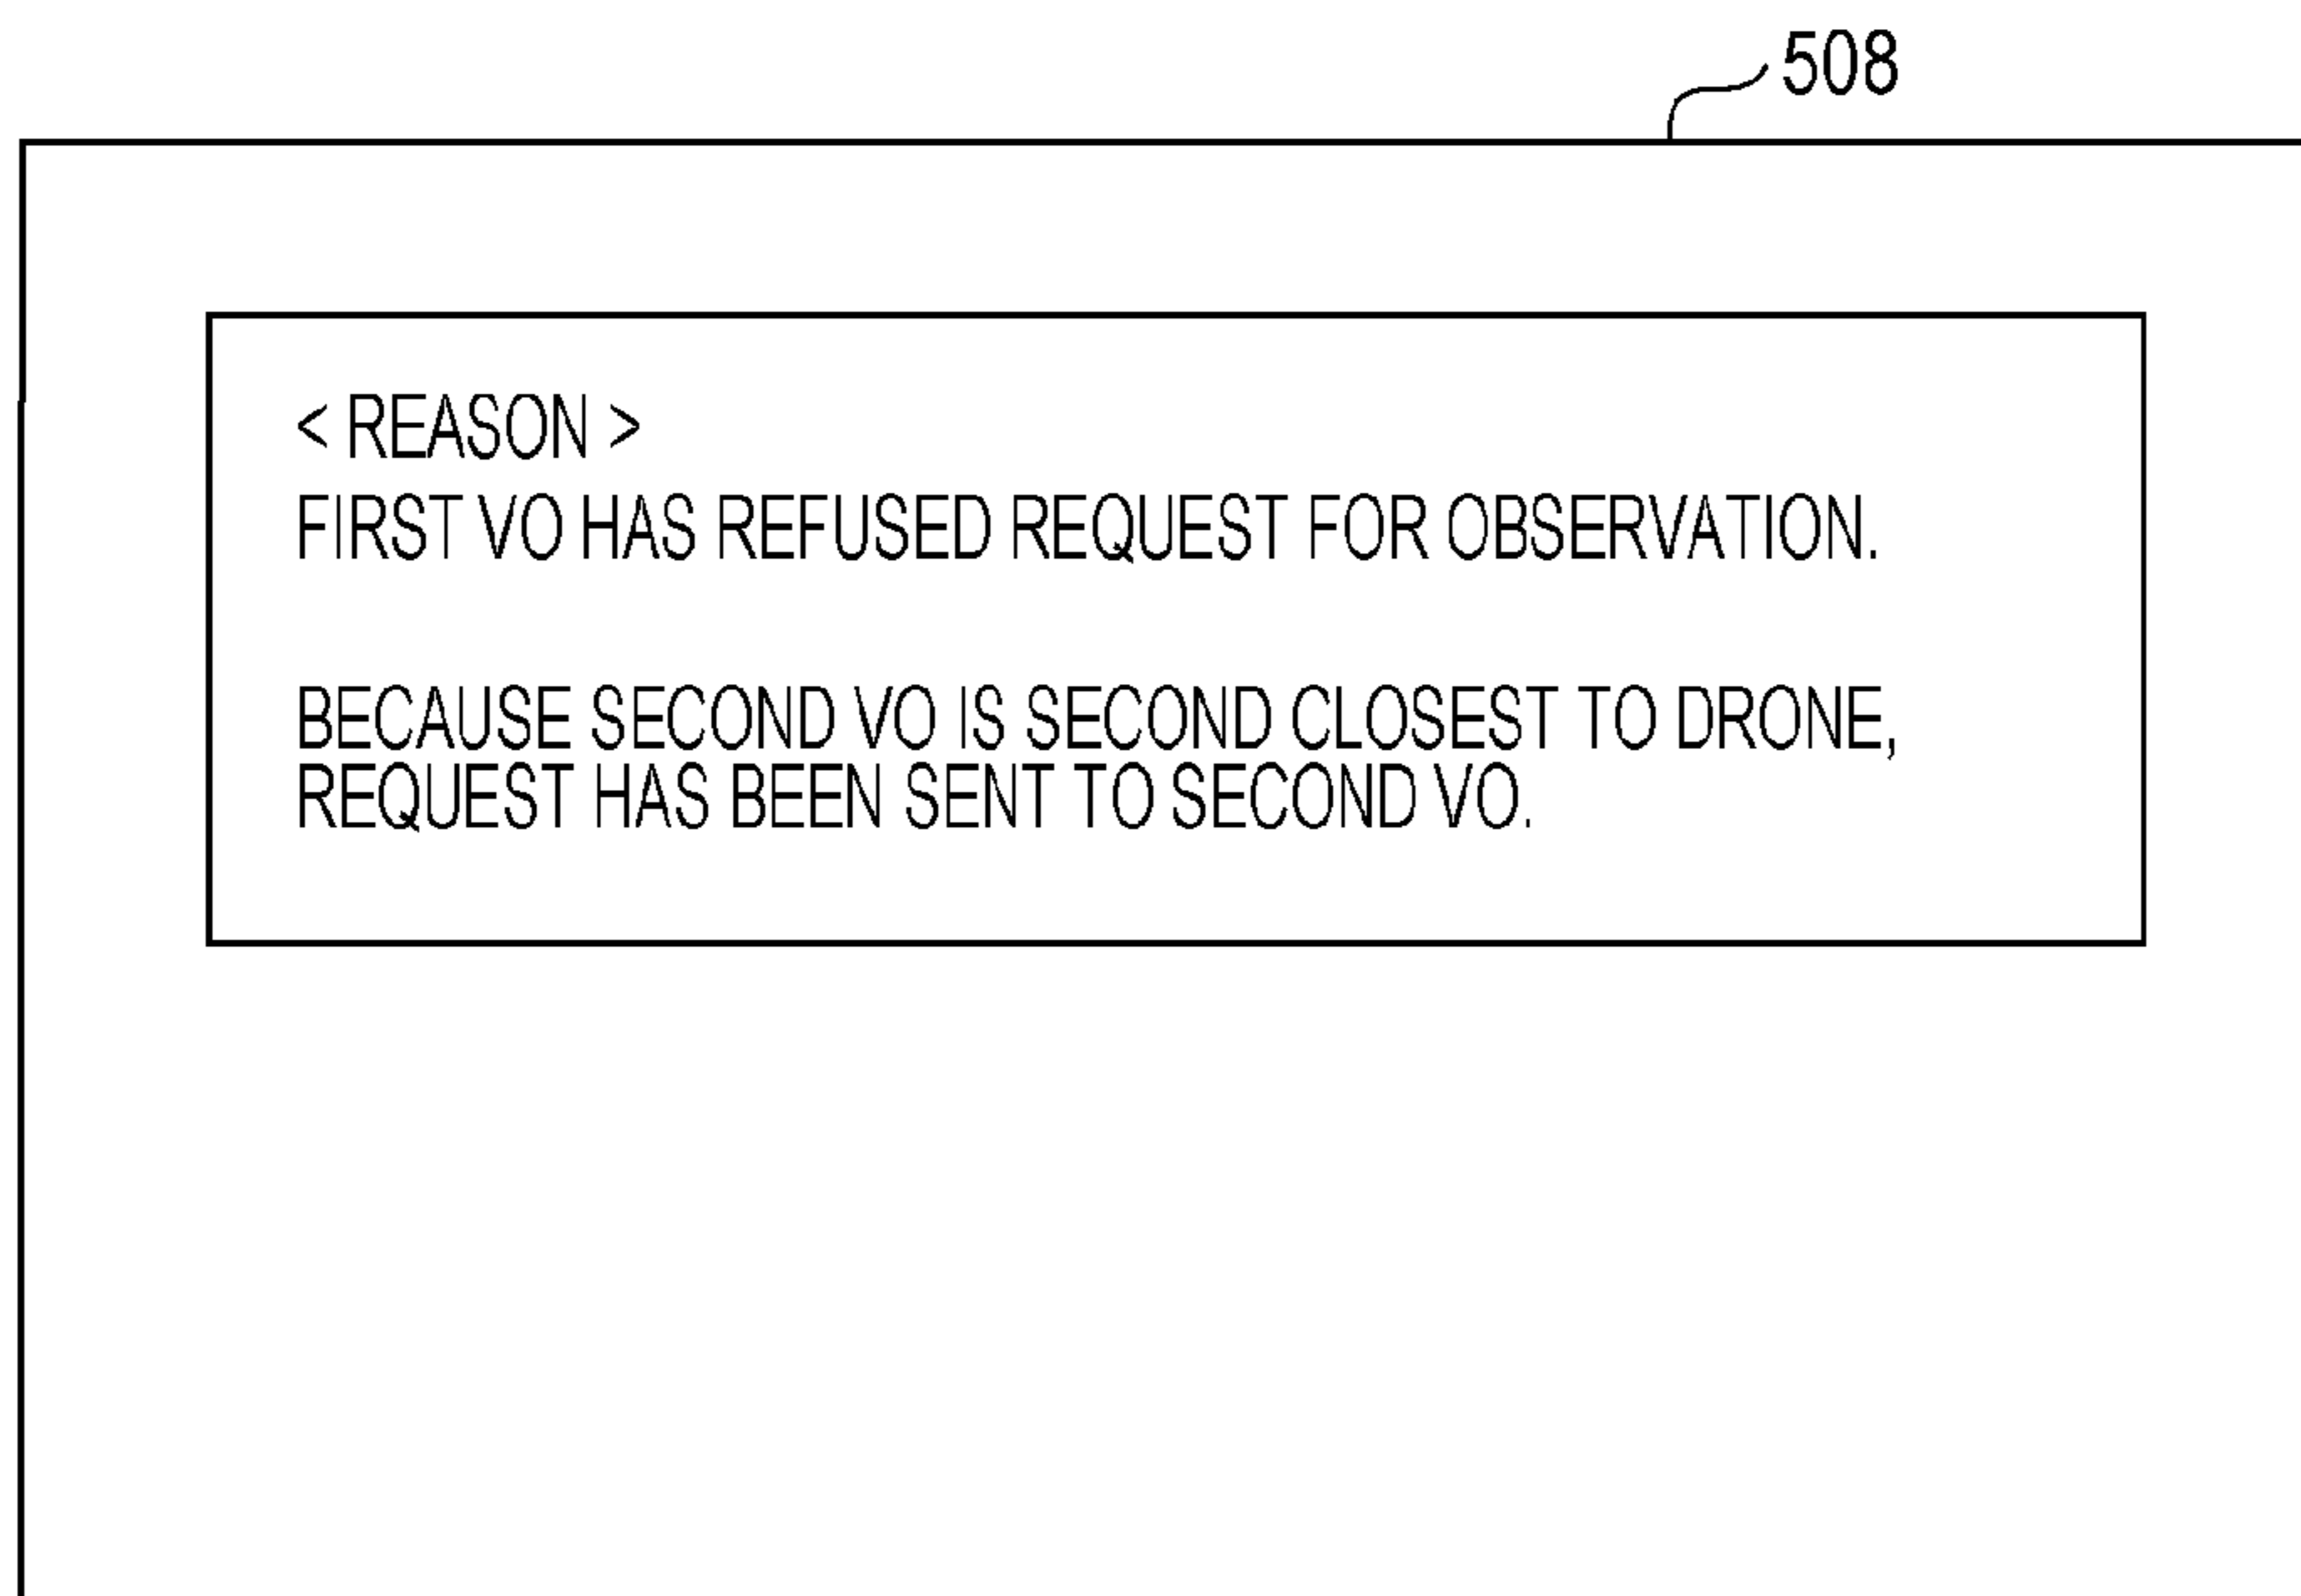 508
< REASON >
FIRST VO HAS REFUSED REQUEST FOR OBSERVATION.
BECAUSE SECOND VO IS SECOND CLOSEST TO DRONE,
REQUEST HAS BEEN SENT TO SECOND VO.